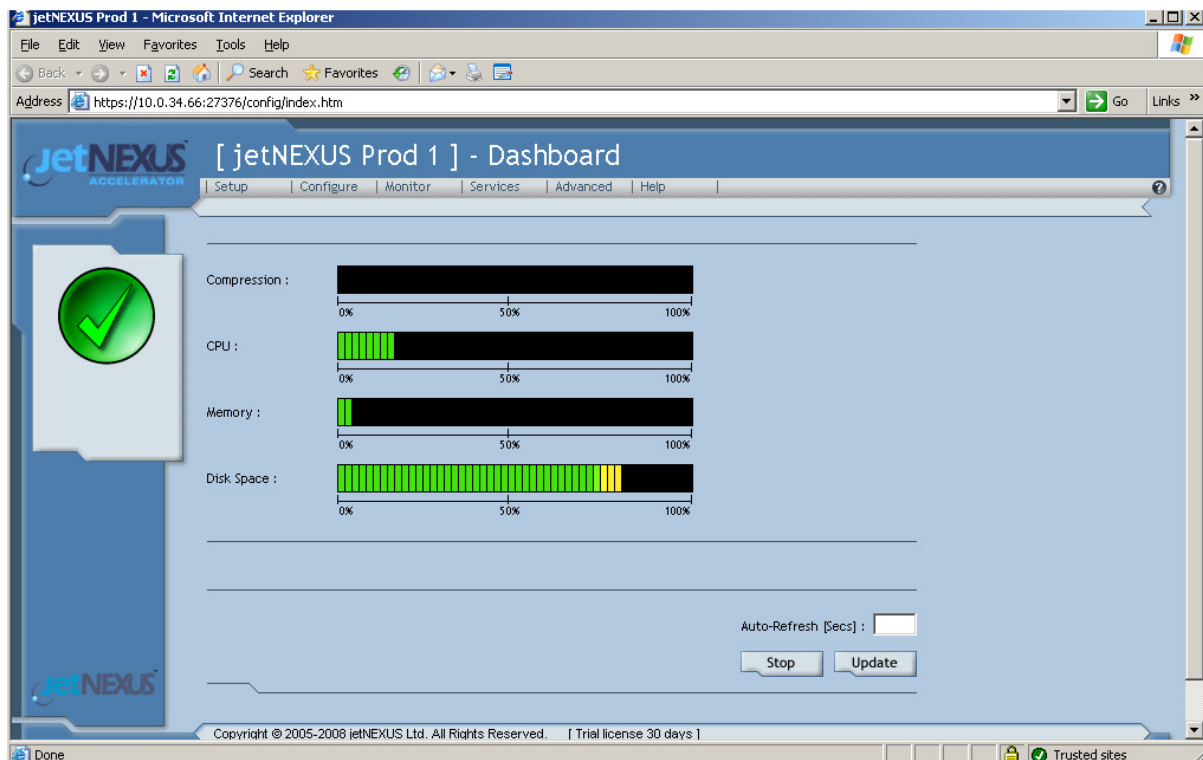 jetNEXUS Prod 1 - Microsoft Internet Explorer
File Edit View Favorites Tools Help
Back Search Favorites
Address https://10.0.34.66:27376/config/index.htm Go Links »
jetNEXUS
ACCELERATOR
[ jetNEXUS Prod 1 ] - Dashboard
| Setup | Configure | Monitor | Services | Advanced | Help |
?
Compression :
0% 50% 100%
CPU :
0% 50% 100%
Memory :
0% 50% 100%
Disk Space :
0% 50% 100%
Auto-Refresh [Secs] :
Stop Update
jetNEXUS
Copyright © 2005-2008 jetNEXUS Ltd. All Rights Reserved. [ Trial license 30 days ]
Done Trusted sites